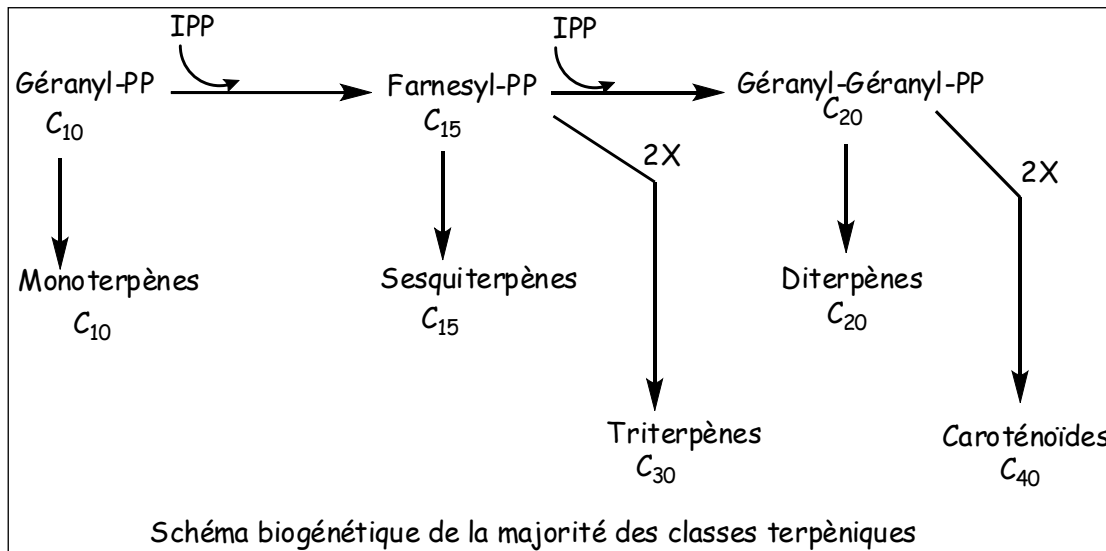 IPP
IPP
Géranyl-PP
Farnesyl-PP
Géranyl-Géranyl-PP
C10
C15
C20
2X
2X
Monoterpènes
Sesquiterpènes
Diterpènes
C10
C15
C20
Triterpènes
Caroténoïdes
C30
C40
Schéma biogénétique de la majorité des classes terpèniques